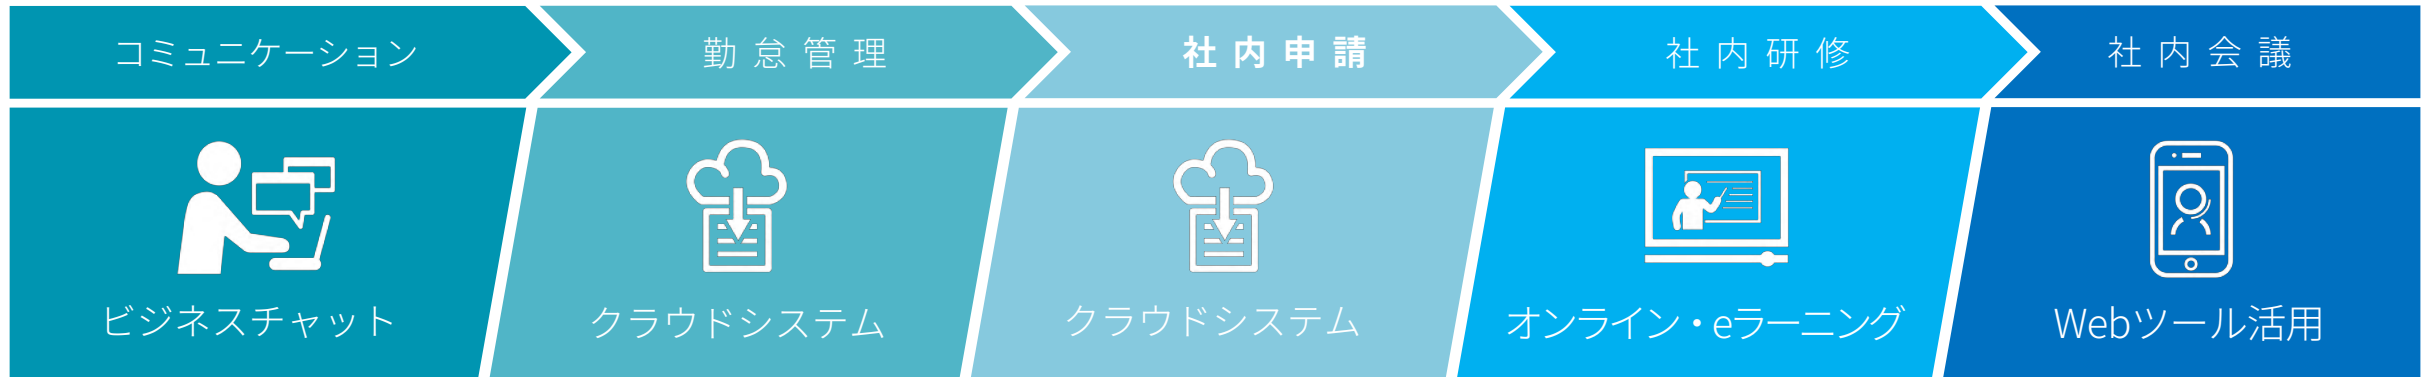 コミュニケーション
勤怠管理
社内申請
社内研修
社内会議
ビジネスチャット
クラウドシステム
クラウドシステム
オンライン・eラーニング
Webツール活用